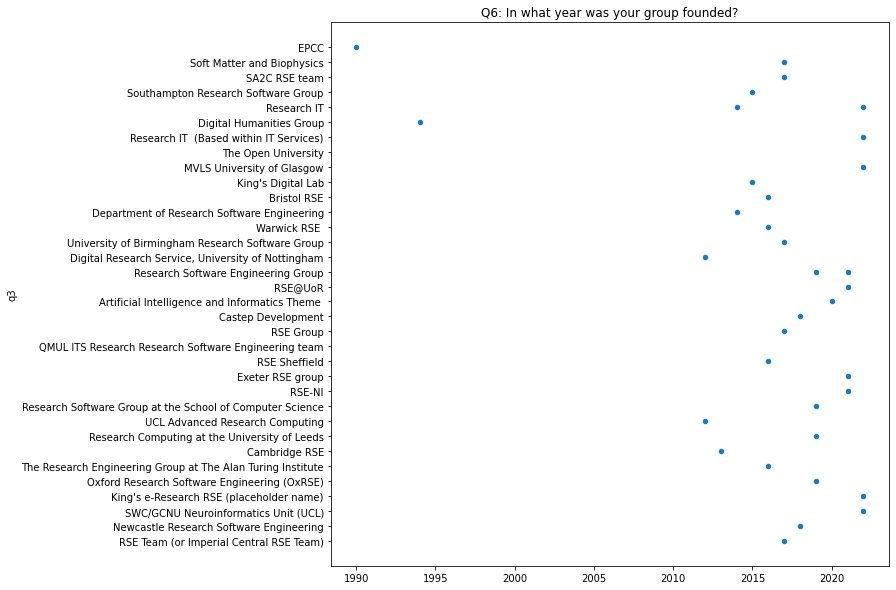 Q6: In what year was your group founded?
EPCC
Soft Matter and Biophysics
SA2C RSE team
Southampton Research Software Group
Research IT
Digital Humanities Group
Research IT  (Based within IT Services)
The Open University
MVLS University of Glasgow
King's Digital Lab
Bristol RSE
Department of Research Software Engineering
Warwick RSE
University of Birmingham Research Software Group
Digital Research Service, University of Nottingham
Research Software Engineering Group
RSE@UoR
Artificial Intelligence and Informatics Theme
Castep Development
RSE Group
QMUL ITS Research Research Software Engineering team
RSE Sheffield
Exeter RSE group
RSE-NI
Research Software Group at the School of Computer Science
UCL Advanced Research Computing
Research Computing at the University of Leeds
Cambridge RSE
The Research Engineering Group at The Alan Turing Institute
Oxford Research Software Engineering (OxRSE)
King's e-Research RSE (placeholder name)
SWC/GCNU Neuroinformatics Unit (UCL)
Newcastle Research Software Engineering
RSE Team (or Imperial Central RSE Team)
q3
1990 1995 2000 2005 2010 2015 2020